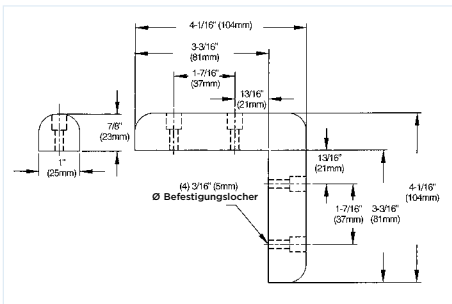 4-1/16" (104mm)
3-3/16"
(81mm)
1-7/16"
(37mm)
13/16"
(21mm)
7/8"
(23mm)
1"
(25mm)
13/16"
(21mm)
4-1/16"
(104mm)
1-7/16"
(37mm)
3-3/16"
(81mm)
(4) 3/16" (5mm)
Ø Befestigungslocher